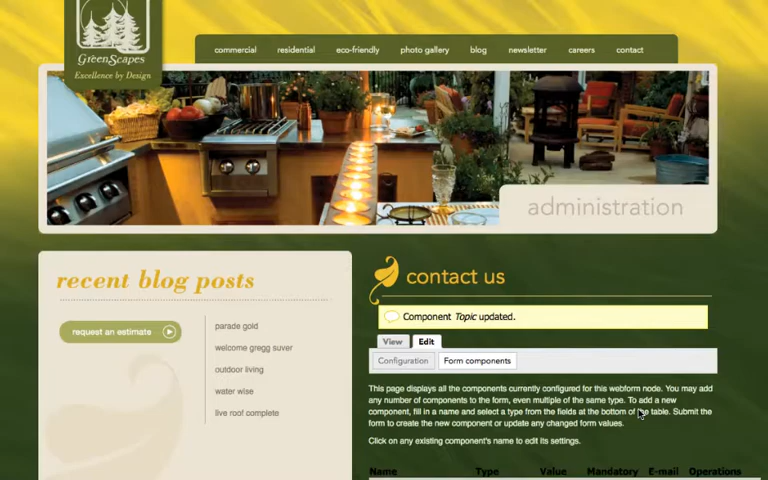 GreenScapes
Excellence by Design
commercial residential eco-friendly photo gallery blog newsletter careers contact
administration
recent blog posts
request an estimate
parade gold
welcome gregg suver
outdoor living
water wise
live roof complete
contact us
Component Topic updated.
View Edit
Configuration Form components
This page displays all the components currently configured for this webform node. You may add
any number of components to the form, even multiple of the same type. To add a new
component, fill in a name and select a type from the fields at the bottom of the table. Submit the
form to create the new component or update any changed form values.
Click on any existing component's name to edit its settings.
Name Type Value Mandatory E-mail Operations